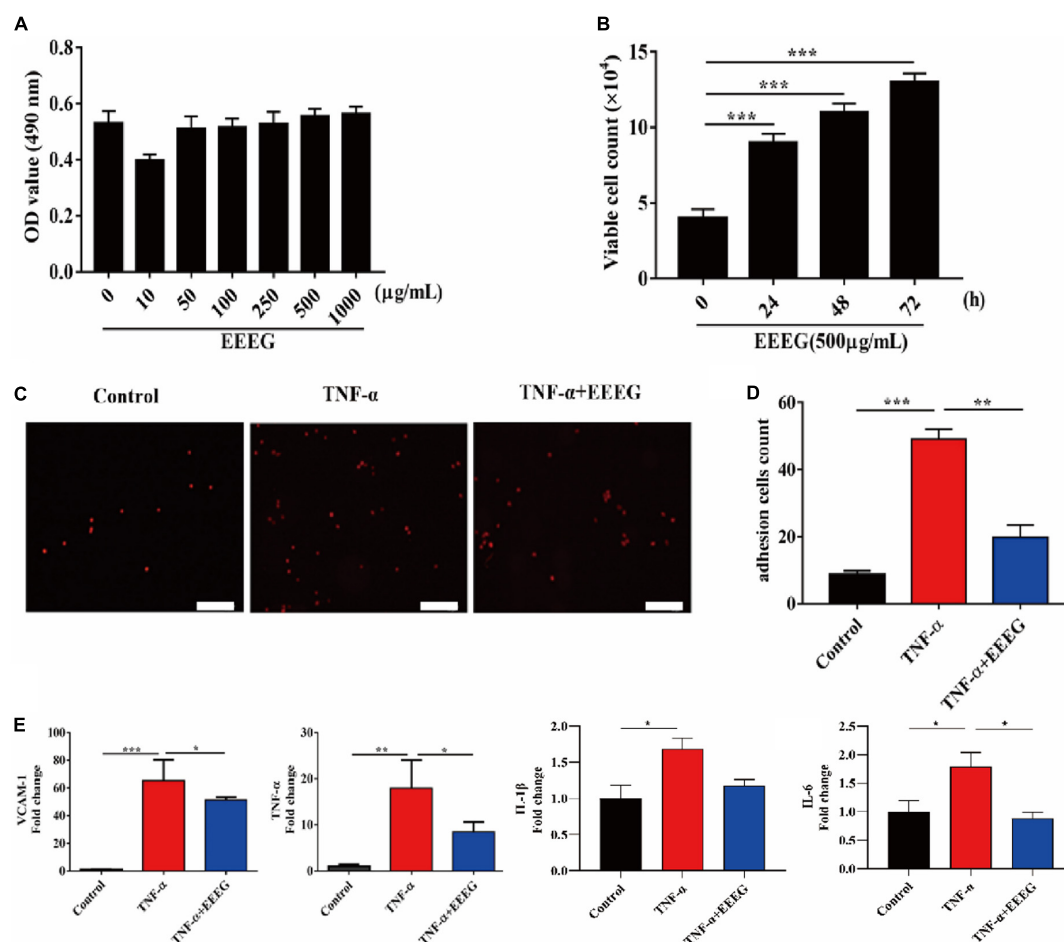 A
OD value (490 nm)
0.8
0.6
0.4
0.2
0.0
0 10 50 100 250 500 1000 (μg/mL)
EEEG
B
Viable cell count (×10⁴)
15
10
5
0
***
***
***
0 24 48 72 (h)
EEEG(500μg/mL)
C
Control TNF-α TNF-α+EEEG
D
adhesion cells count
60
40
20
0
*** **
Control TNF-α TNF-α+EEEG
E
VCAM-1
Fold change
100
80
60
40
20
0
*** *
Control TNF-α TNF-α+EEEG
TNF-α
Fold change
30
20
10
0
** *
Control TNF-α TNF-α+EEEG
IL-1β
Fold change
2.0
1.5
1.0
0.5
0.0
*
Control TNF-α TNF-α+EEEG
IL-6
Fold change
2.5
2.0
1.5
1.0
0.5
0.0
* *
Control TNF-α TNF-α+EEEG